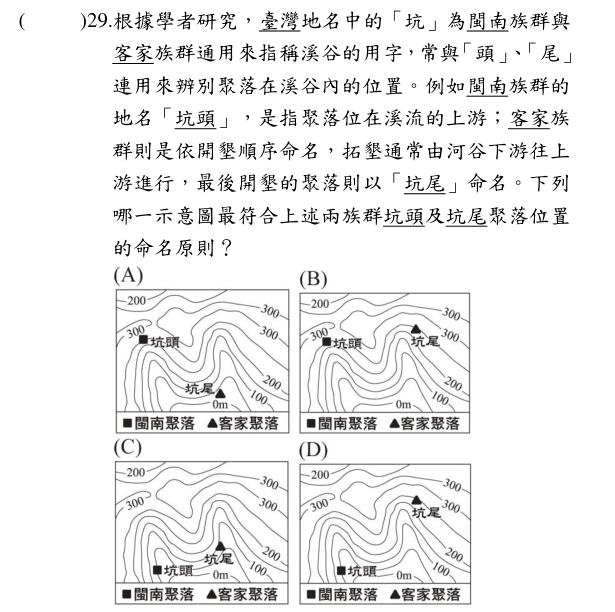 (　　)29.根據學者研究，臺灣地名中的「坑」為閩南族群與
客家族群通用來指稱溪谷的用字，常與「頭」、「尾」
連用來辨別聚落在溪谷內的位置。例如閩南族群的
地名「坑頭」，是指聚落位在溪流的上游；客家族
群則是依開墾順序命名，拓墾通常由河谷下游往上
游進行，最後開墾的聚落則以「坑尾」命名。下列
哪一示意圖最符合上述兩族群坑頭及坑尾聚落位置
的命名原則？
(A)
200
300
300
300
■坑頭
坑尾▲
200
100
0m
■閩南聚落 ▲客家聚落
(B)
200
300
300
300
■坑頭
▲
坑尾
200
100
0m
■閩南聚落 ▲客家聚落
(C)
200
300
300
300
▲
坑尾
■坑頭
200
100
0m
■閩南聚落 ▲客家聚落
(D)
200
300
300
300
▲
坑尾
■坑頭
200
100
0m
■閩南聚落 ▲客家聚落